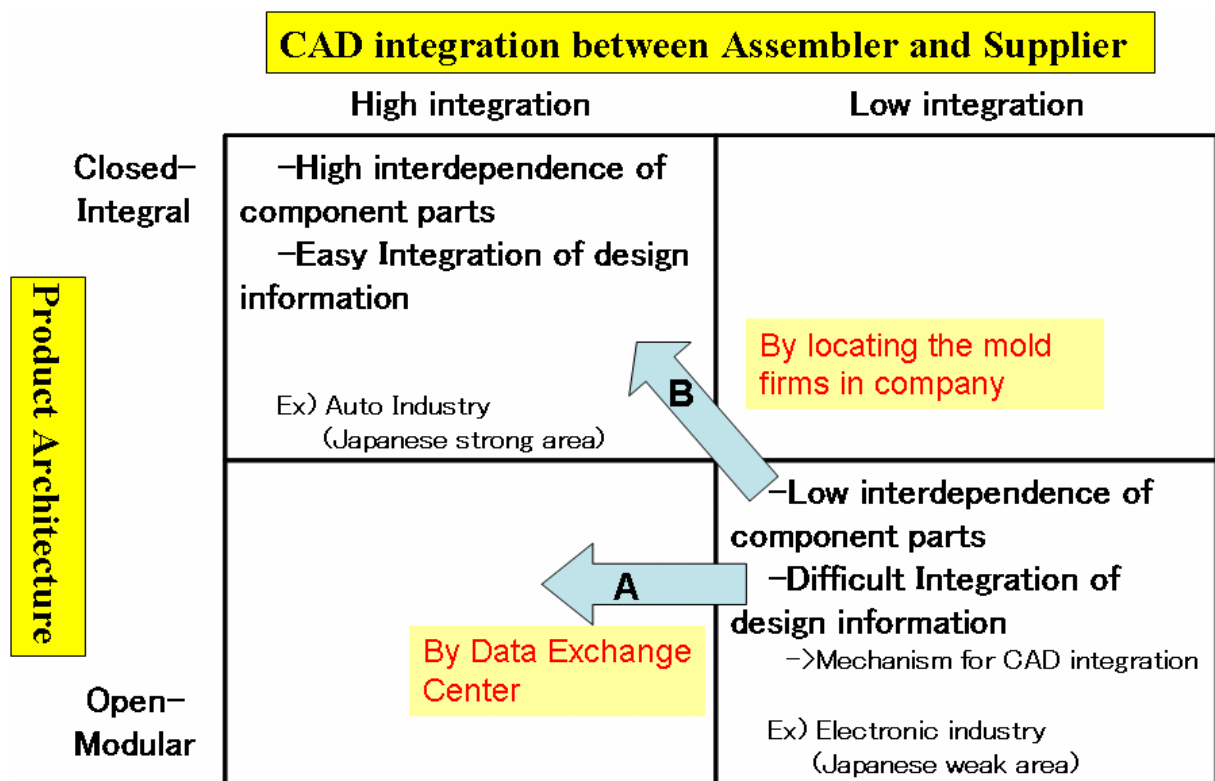 CAD integration between Assembler and Supplier
High integration
Low integration
Closed-
Integral
-High interdependence of
component parts
-Easy Integration of design
information
Ex) Auto Industry
(Japanese strong area)
By locating the mold
firms in company
B
Product Architecture
-Low interdependence of
component parts
-Difficult Integration of
design information
->Mechanism for CAD integration
Ex) Electronic industry
(Japanese weak area)
A
By Data Exchange
Center
Open-
Modular